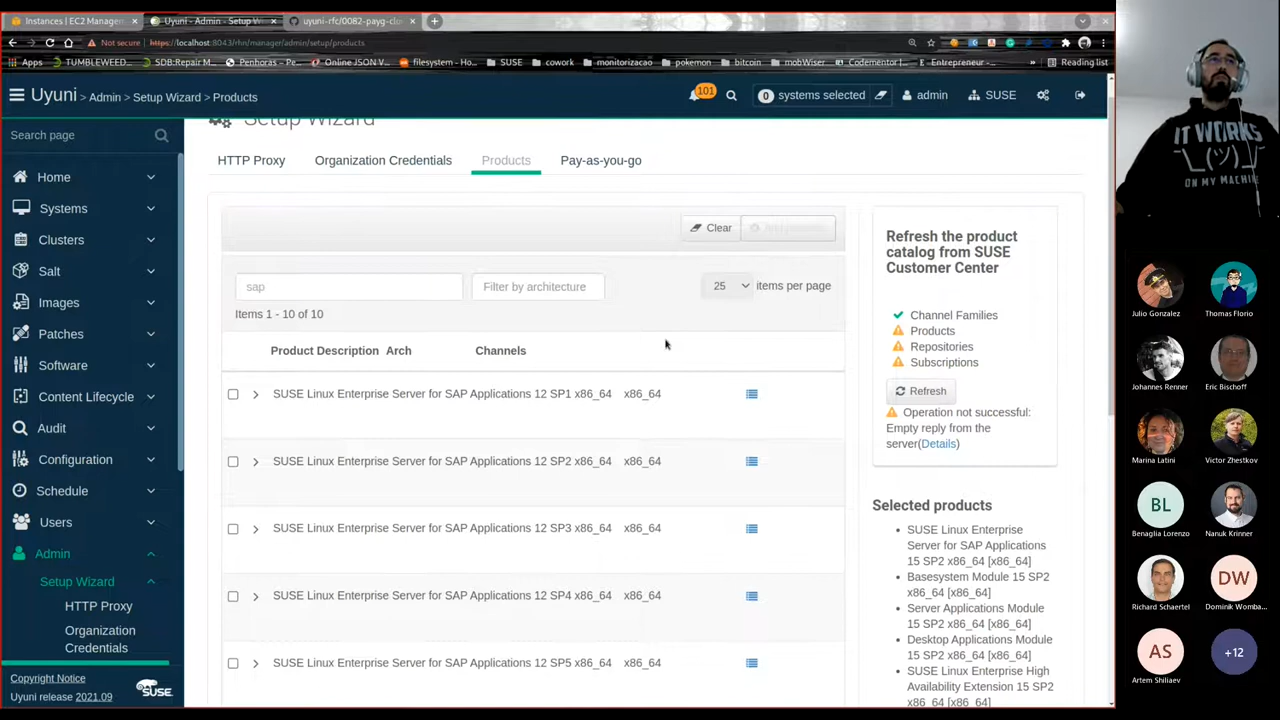 Instances | EC2 Manageme
Uyuni - Admin - Setup W
uyuni-rfc/0082-payg-clo
Not secure
https://localhost:8043/rhn/manager/admin/setup/products
Apps
TUMBLEWEED...
SDB:Repair M...
Penhoras - Pe...
Online JSON V...
filesystem - Ho...
SUSE
cowork
monitorizacao
pokemon
bitcoin
mobWiser
Codementor |...
Entrepreneur -...
»
Reading list
Uyuni > Admin > Setup Wizard > Products
101
0 systems selected
admin
SUSE
Search page
Home
Systems
Clusters
Salt
Images
Patches
Software
Content Lifecycle
Audit
Configuration
Schedule
Users
Admin
Setup Wizard
HTTP Proxy
Organization
Credentials
Copyright Notice
Uyuni release 2021.09
SUSE
Setup Wizard
HTTP Proxy
Organization Credentials
Products
Pay-as-you-go
Clear
sap
Filter by architecture
25 items per page
Items 1 - 10 of 10
Product Description Arch Channels
SUSE Linux Enterprise Server for SAP Applications 12 SP1 x86_64 x86_64
SUSE Linux Enterprise Server for SAP Applications 12 SP2 x86_64 x86_64
SUSE Linux Enterprise Server for SAP Applications 12 SP3 x86_64 x86_64
SUSE Linux Enterprise Server for SAP Applications 12 SP4 x86_64 x86_64
SUSE Linux Enterprise Server for SAP Applications 12 SP5 x86_64 x86_64
Refresh the product
catalog from SUSE
Customer Center
Channel Families
Products
Repositories
Subscriptions
Refresh
Operation not successful:
Empty reply from the
server(Details)
Selected products
SUSE Linux Enterprise
Server for SAP Applications
15 SP2 x86_64 [x86_64]
Basesystem Module 15 SP2
x86_64 [x86_64]
Server Applications Module
15 SP2 x86_64 [x86_64]
Desktop Applications Module
15 SP2 x86_64 [x86_64]
SUSE Linux Enterprise High
Availability Extension 15 SP2
x86_64 [x86_64]
IT WORKS
¯\_(ツ)_/¯
ON MY MACHINE
Julio Gonzalez
Thomas Florio
Johannes Renner
Eric Bischoff
Marina Latini
Victor Zhestkov
BL
Benaglia Lorenzo
Nanuk Krinner
Richard Schaertel
DW
Dominik Womba...
AS
Artem Shiliaev
+12